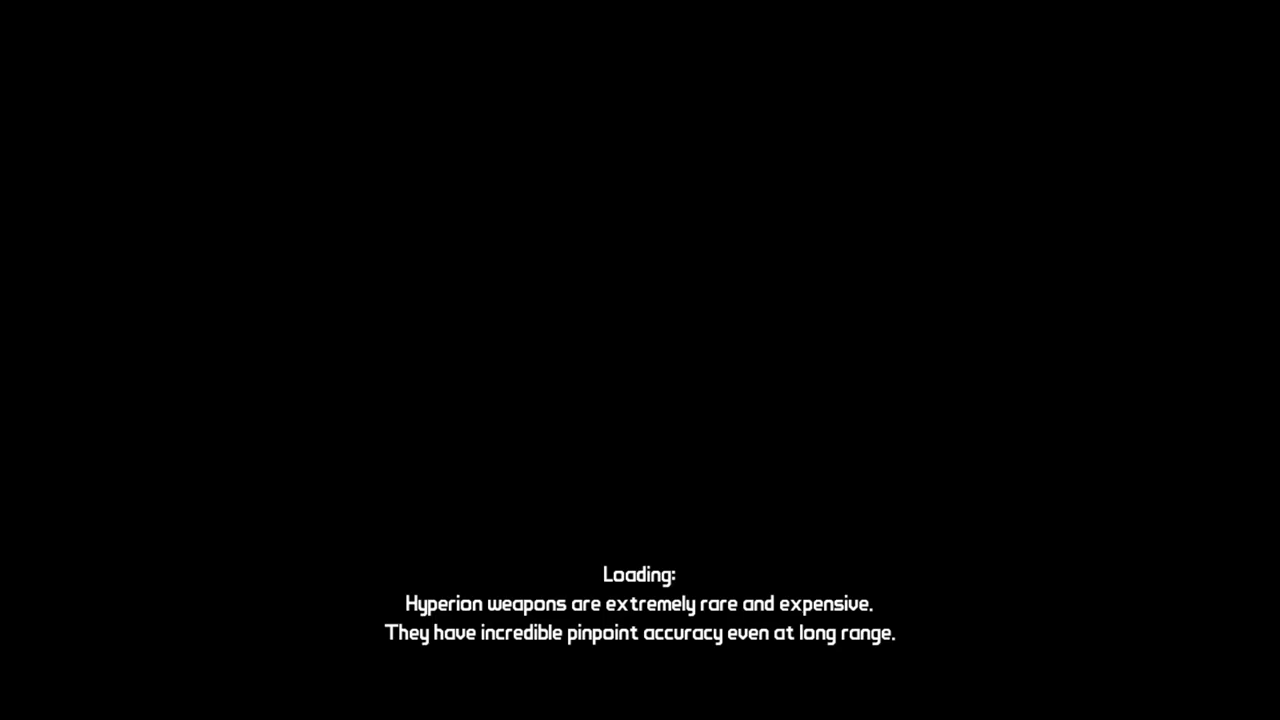 Loading:
Hyperion weapons are extremely rare and expensive.
They have incredible pinpoint accuracy even at long range.